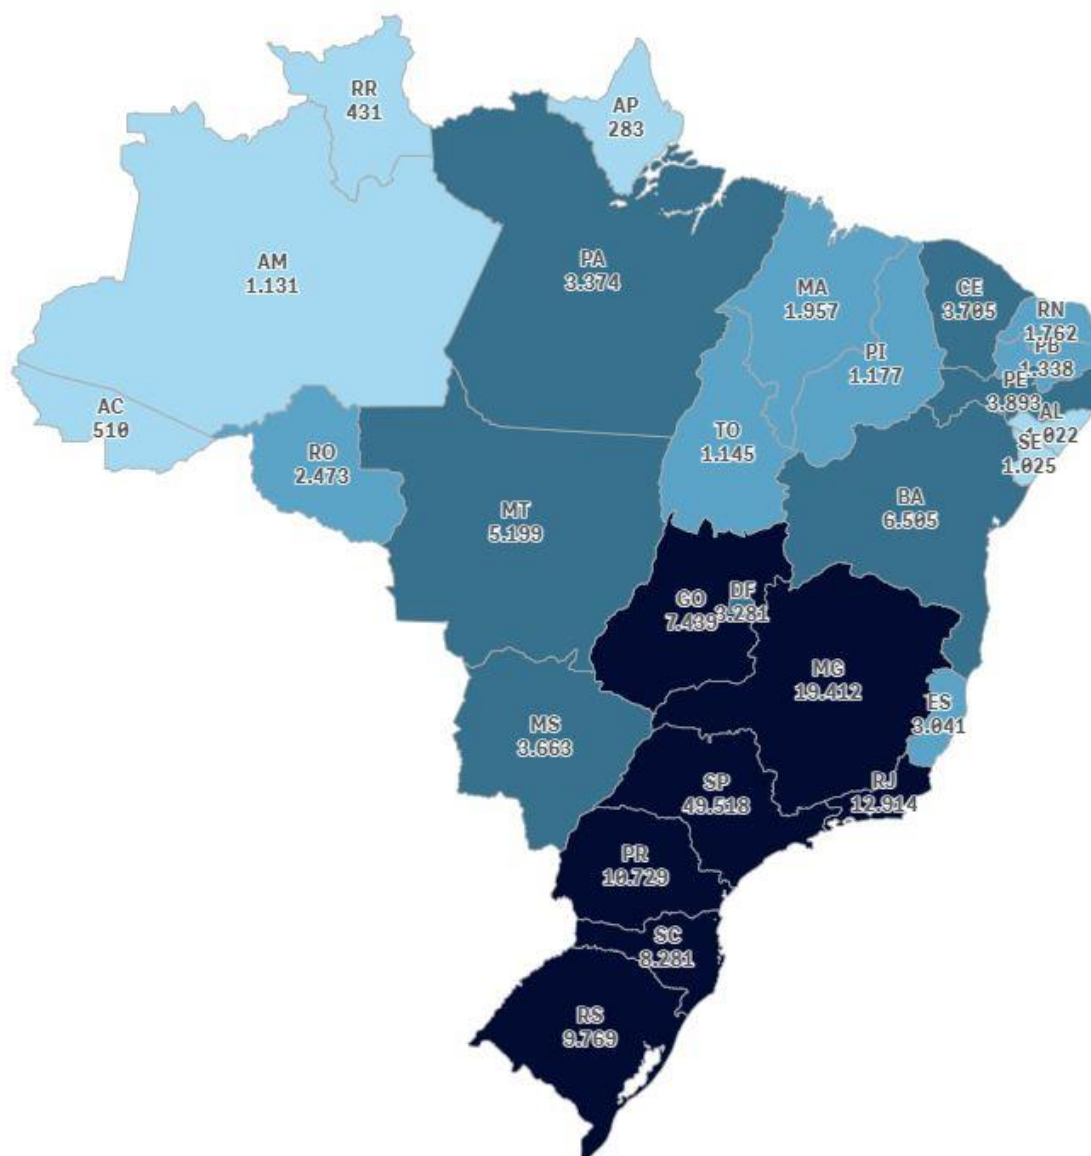 RR
431
AP
283
AM
1.131
PA
3.374
MA
1.957
CE
3.705
RN
1.762
PB
1.338
PI
1.177
PE
3.893
AL
1.022
SE
1.025
AC
510
RO
2.473
TO
1.145
MT
5.199
BA
6.505
GO
7.439
DF
3.281
MG
19.412
ES
3.041
MS
3.663
SP
49.518
RJ
12.914
PR
10.729
SC
8.281
RS
9.769